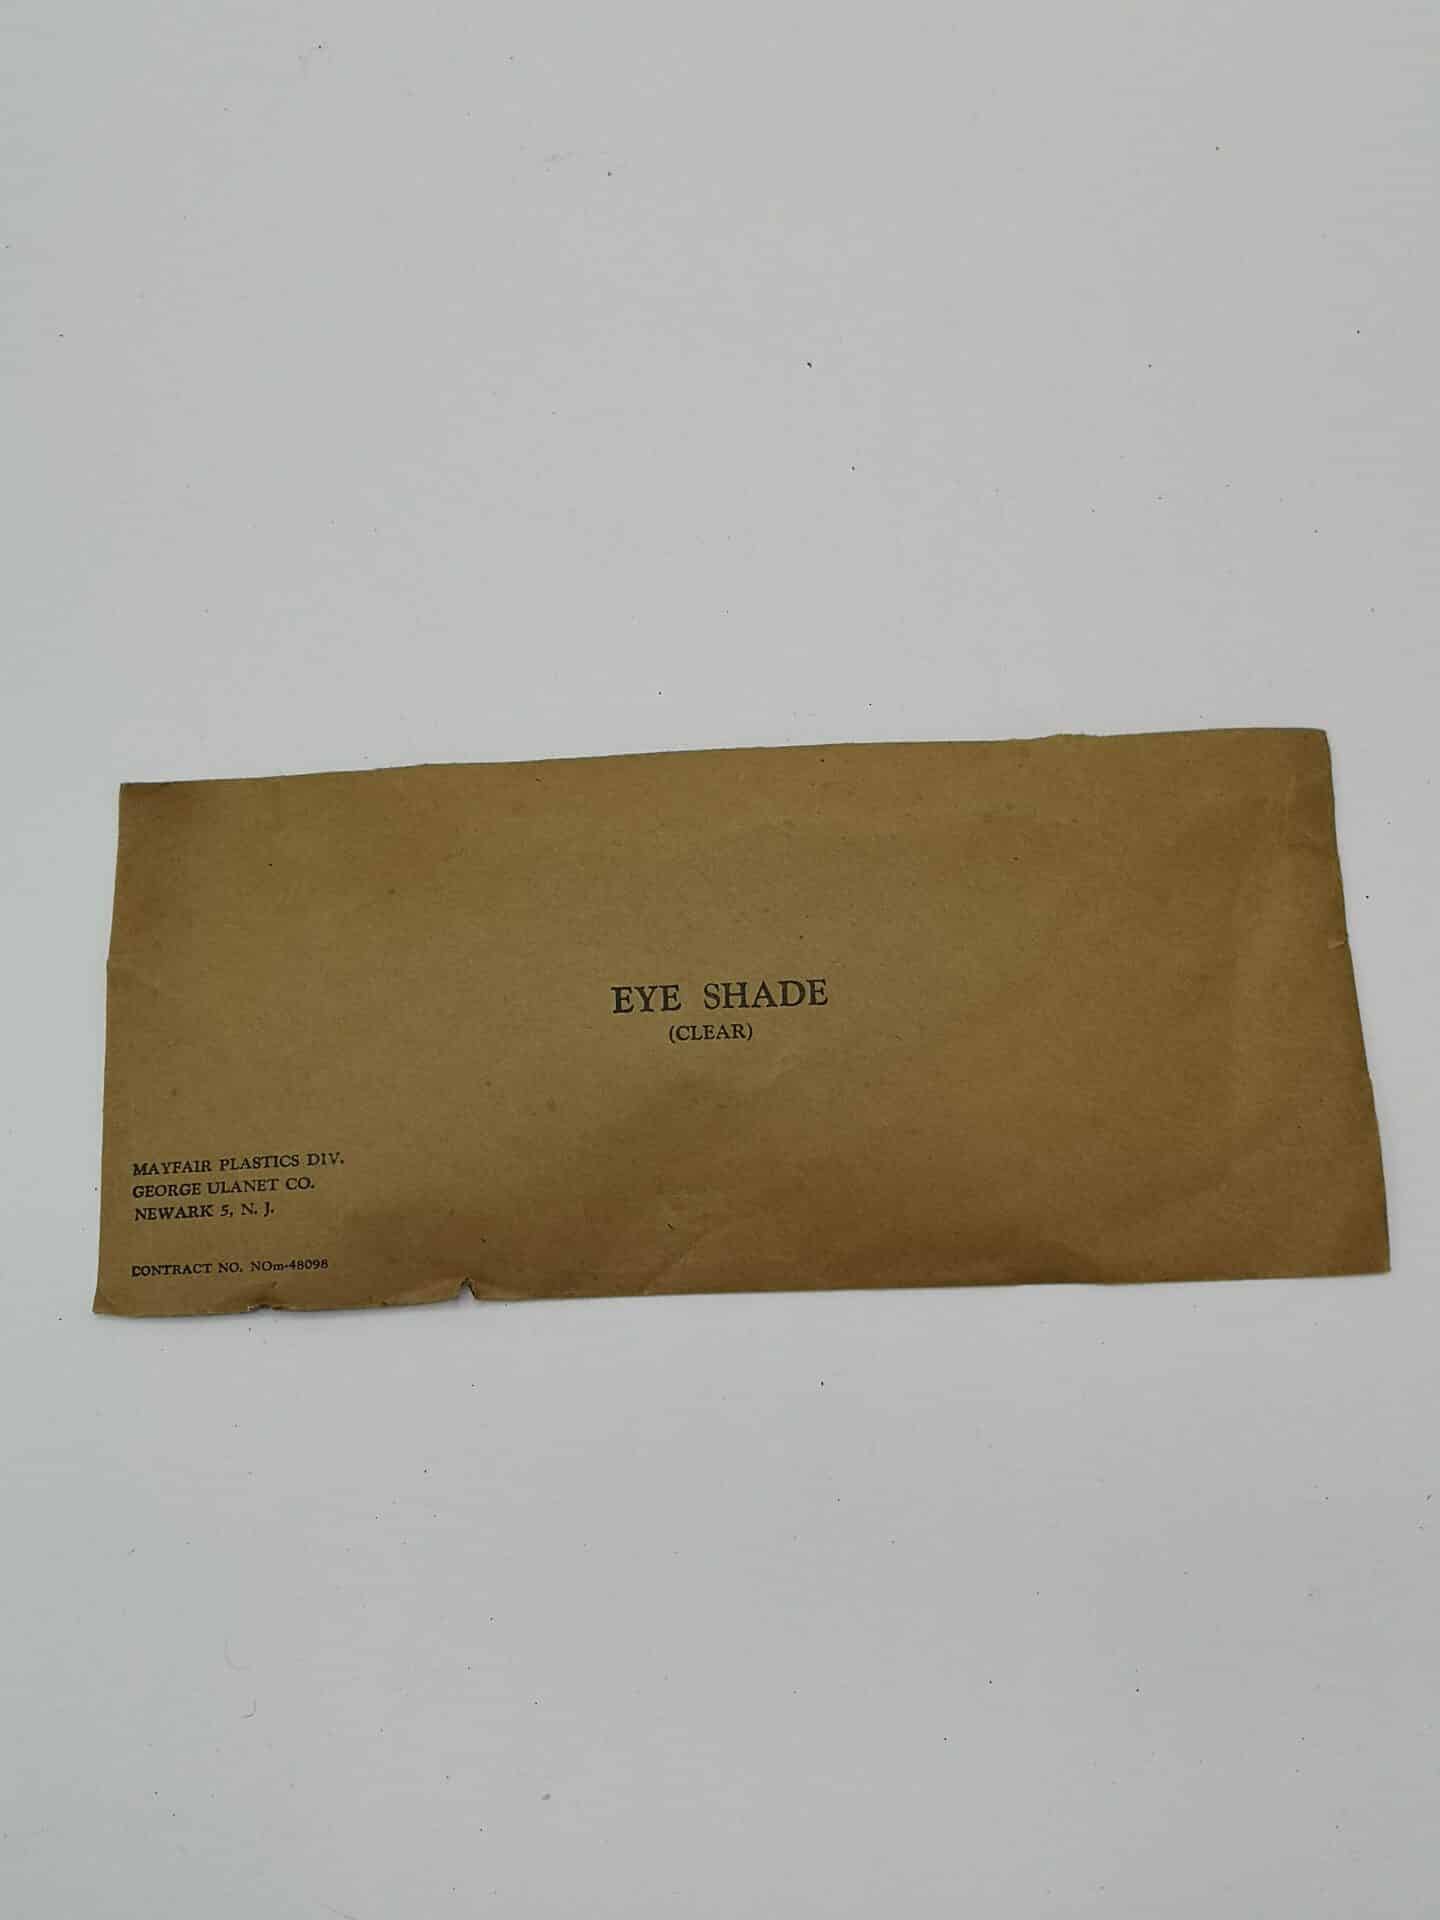 EYE SHADE
(CLEAR)
MAYFAIR PLASTICS DIV.
GEORGE ULANET CO.
NEWARK 5, N. J.
CONTRACT NO. NOm-48098